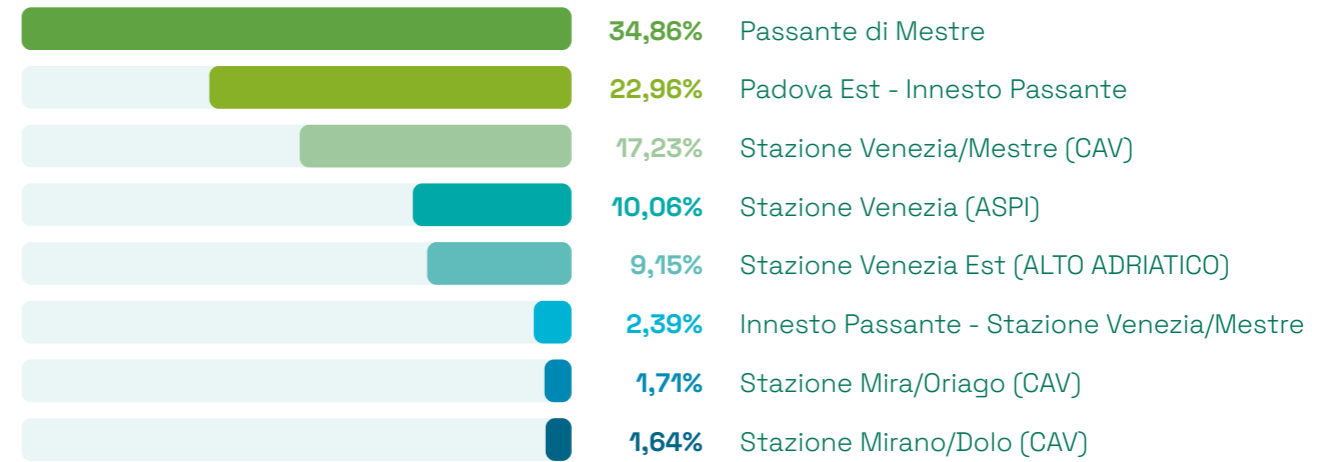 34,86% Passante di Mestre
22,96% Padova Est - Innesto Passante
17,23% Stazione Venezia/Mestre (CAV)
10,06% Stazione Venezia (ASPI)
9,15% Stazione Venezia Est (ALTO ADRIATICO)
2,39% Innesto Passante - Stazione Venezia/Mestre
1,71% Stazione Mira/Oriago (CAV)
1,64% Stazione Mirano/Dolo (CAV)